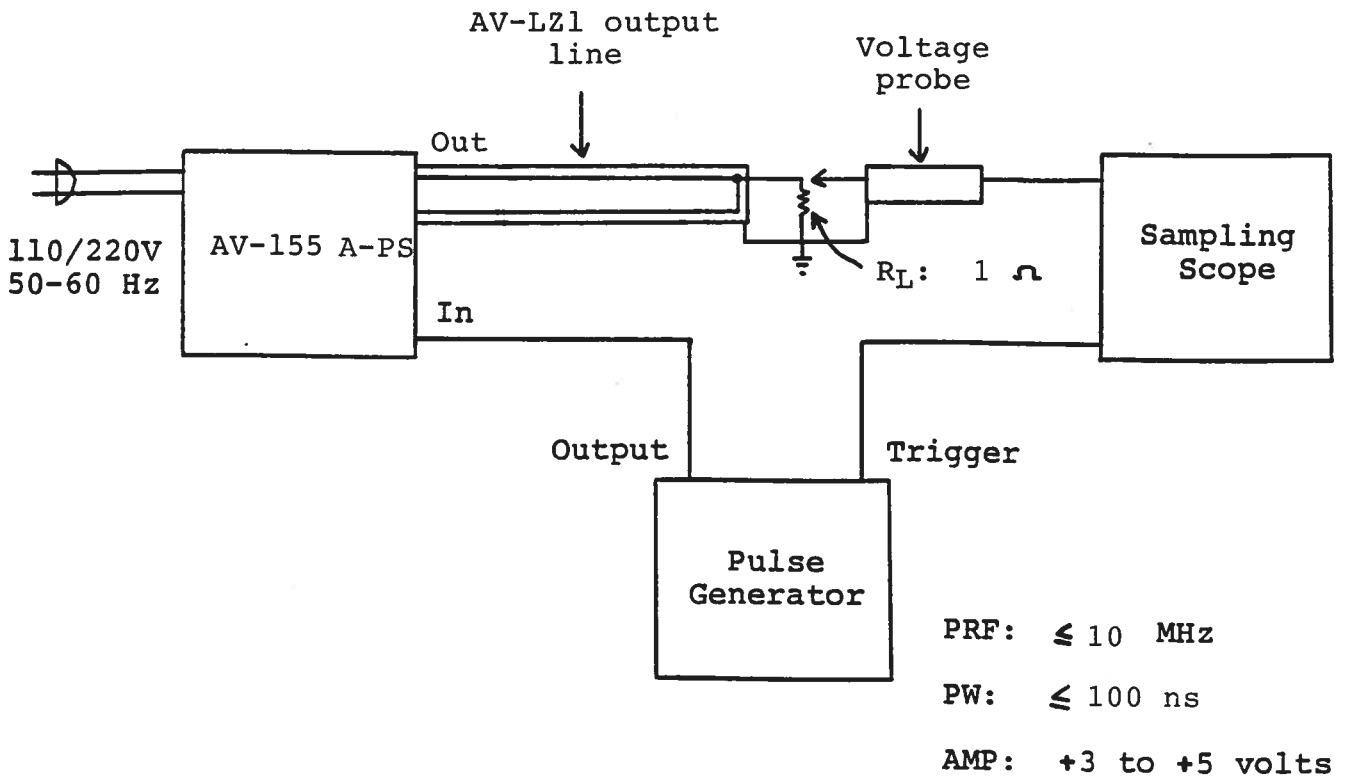 AV-LZ1 output
line
Voltage
probe
Out
110/220V
50-60 Hz
AV-155 A-PS
Sampling
Scope
RL: 1 Ω
In
Output
Trigger
Pulse
Generator
PRF: ≤ 10 MHz
PW: ≤ 100 ns
AMP: +3 to +5 volts